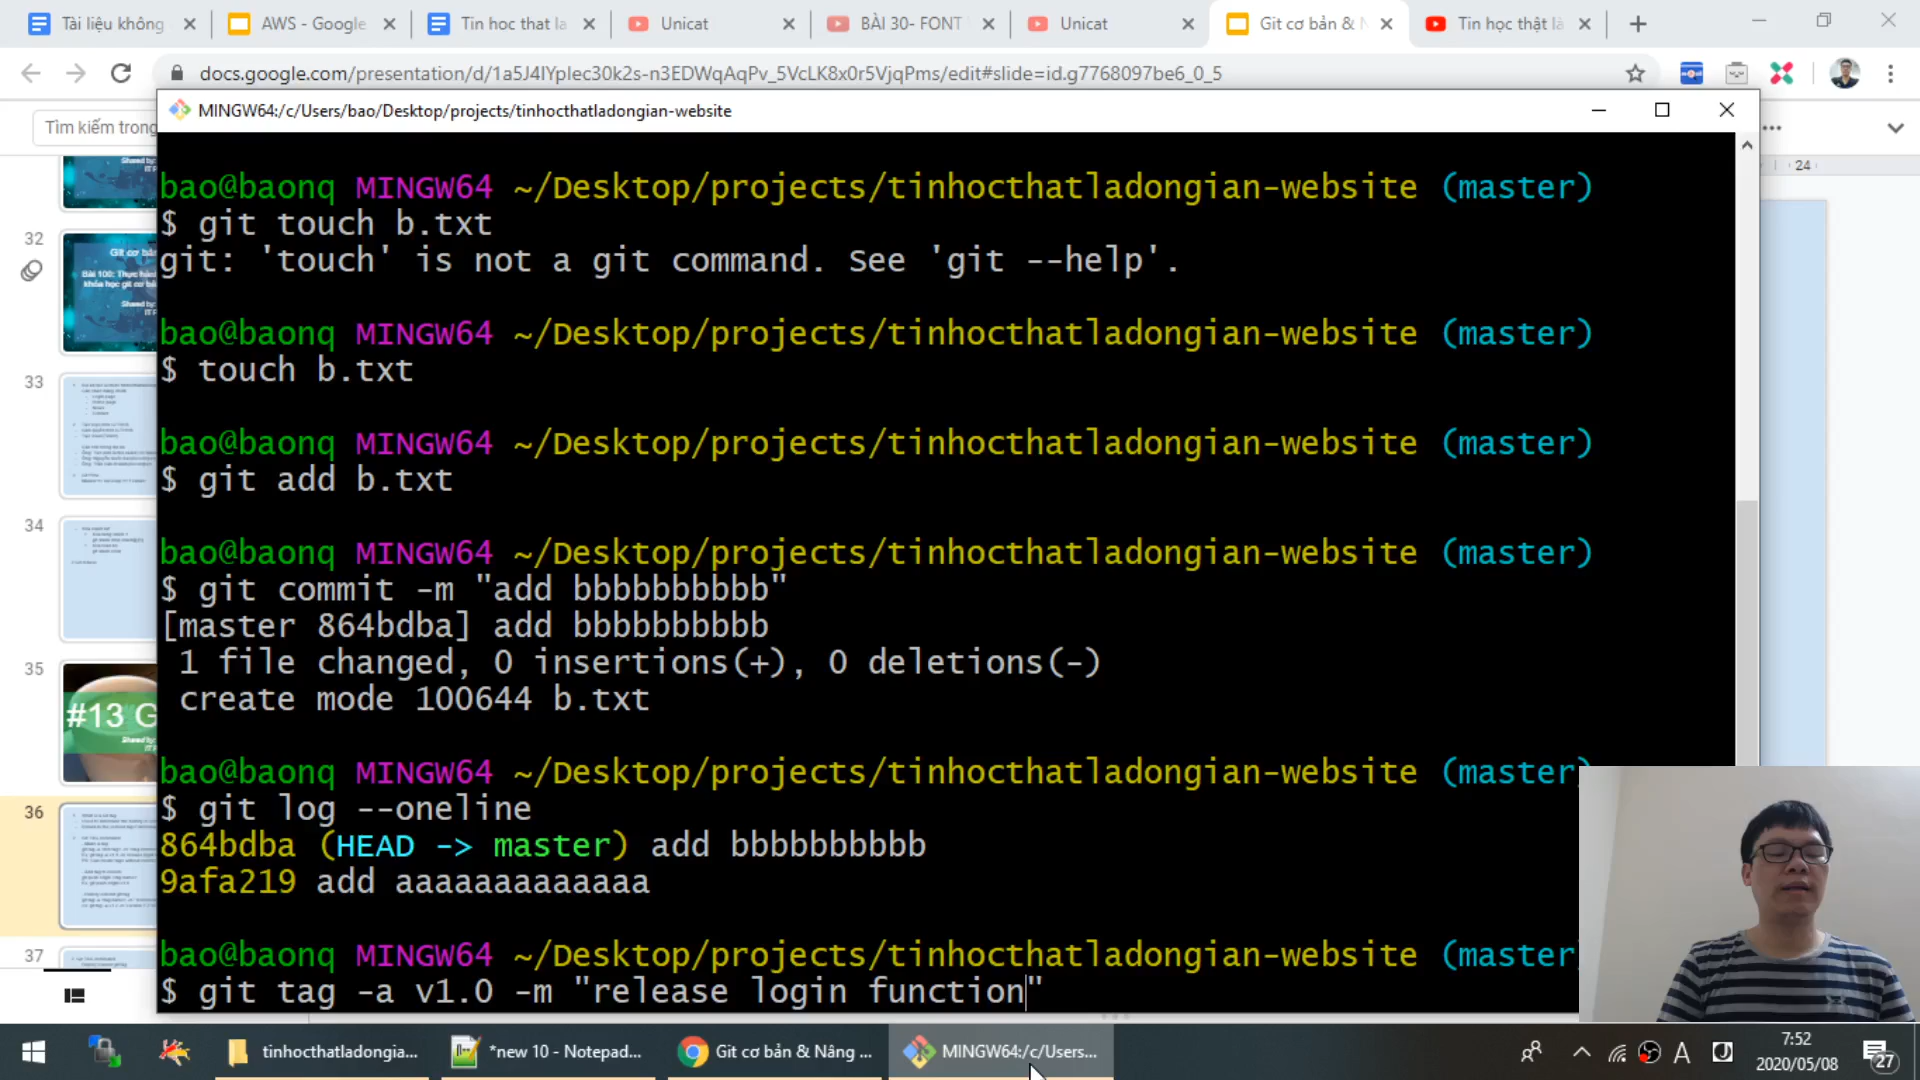 Tài liệu không
AWS - Google
Tin hoc that la
Unicat
BÀI 30- FONT
Unicat
Git cơ bản & N
Tin học thật là
docs.google.com/presentation/d/1a5J4IYplec30k2s-n3EDWqAqPv_5VcLK8x0r5VjqPms/edit#slide=id.g7768097be6_0_5
MINGW64:/c/Users/bao/Desktop/projects/tinhocthatladongian-website
Tìm kiếm trong
24
32
33
34
35
#13 G
36
37
bao@baonq MINGW64 ~/Desktop/projects/tinhocthatladongian-website (master)
$ git touch b.txt
git: 'touch' is not a git command. See 'git --help'.
bao@baonq MINGW64 ~/Desktop/projects/tinhocthatladongian-website (master)
$ touch b.txt
bao@baonq MINGW64 ~/Desktop/projects/tinhocthatladongian-website (master)
$ git add b.txt
bao@baonq MINGW64 ~/Desktop/projects/tinhocthatladongian-website (master)
$ git commit -m "add bbbbbbbbbb"
[master 864bdba] add bbbbbbbbbb
1 file changed, 0 insertions(+), 0 deletions(-)
create mode 100644 b.txt
bao@baonq MINGW64 ~/Desktop/projects/tinhocthatladongian-website (master)
$ git log --oneline
864bdba (HEAD -> master) add bbbbbbbbbb
9afa219 add aaaaaaaaaaaaa
bao@baonq MINGW64 ~/Desktop/projects/tinhocthatladongian-website (master
$ git tag -a v1.0 -m "release login function"
tinhocthatladongia...
*new 10 - Notepad...
Git cơ bản & Nâng ...
MINGW64:/c/Users...
A
7:52
2020/05/08
27